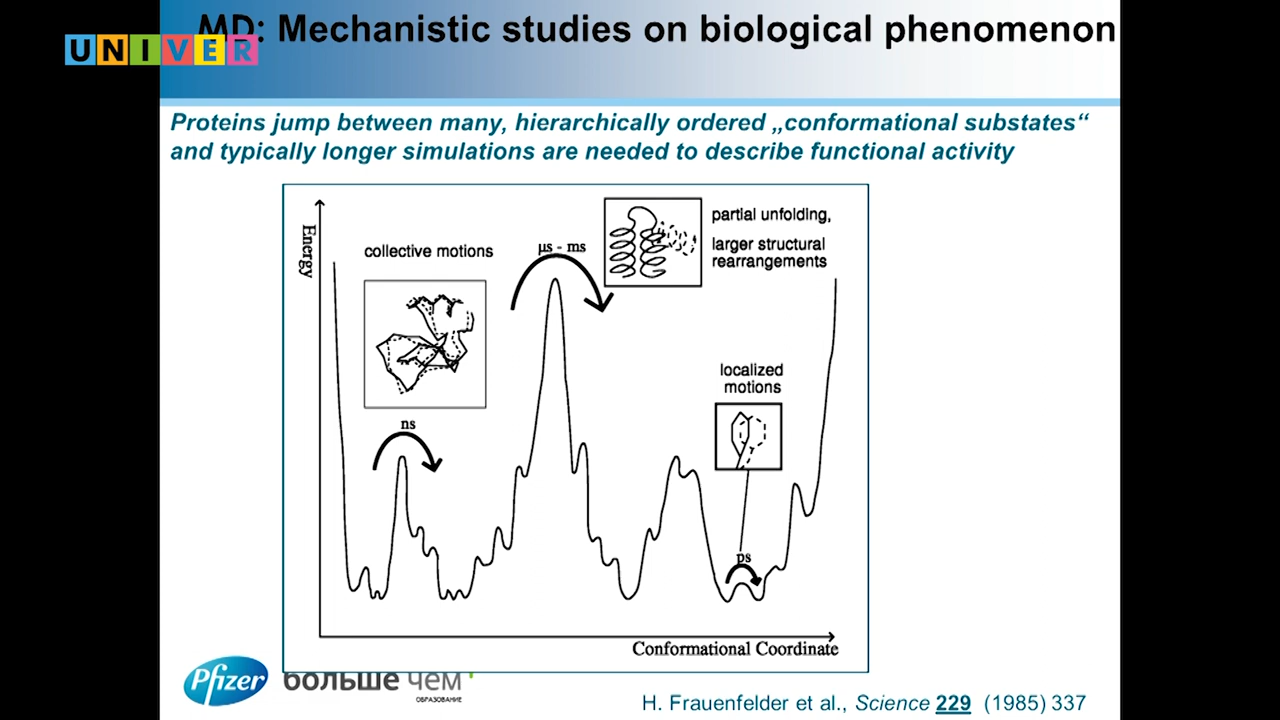 MD: Mechanistic studies on biological phenomenon
UNIVER
Proteins jump between many, hierarchically ordered „conformational substates“
and typically longer simulations are needed to describe functional activity
Energy
collective motions
µs - ms
partial unfolding,
larger structural
rearrangements
localized
motions
ns
ps
Conformational Coordinate
Pfizer
больше чем
ОБРАЗОВАНИЕ
H. Frauenfelder et al., Science 229 (1985) 337